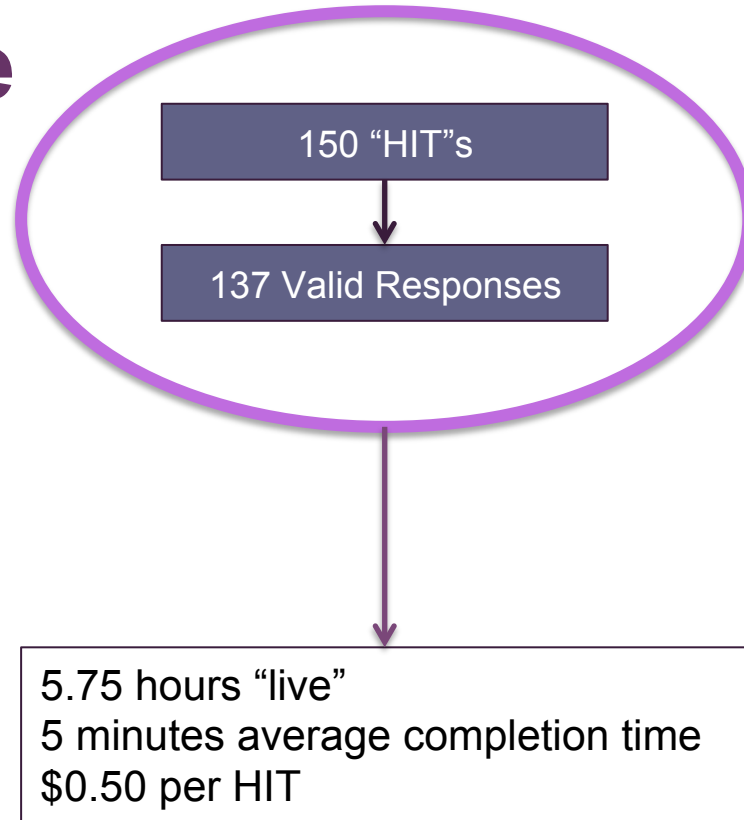 e
150 “HIT”s
137 Valid Responses
5.75 hours “live”
5 minutes average completion time
$0.50 per HIT